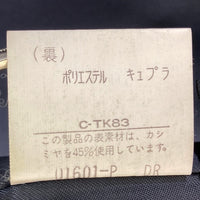 （裏）
ポリエステル キュプラ
C-TK83
この製品の表素材は、カシ
ミヤを45%使用しています。
U1601-P DR